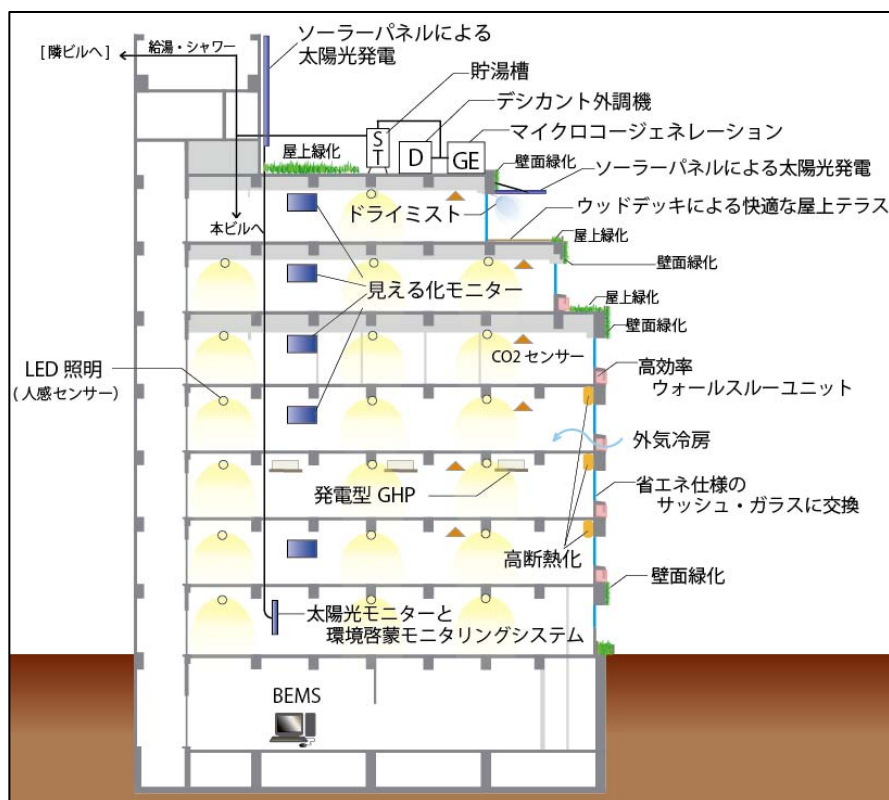 ソーラーパネルによる
太陽光発電
[ 隣ビルへ ]
給湯・シャワー
貯湯槽
デシカント外調機
マイクロコージェネレーション
屋上緑化
ST
D
GE
壁面緑化
ソーラーパネルによる太陽光発電
ドライミスト
ウッドデッキによる快適な屋上テラス
本ビルへ
屋上緑化
壁面緑化
見える化モニター
屋上緑化
壁面緑化
CO2 センサー
LED 照明
( 人感センサー)
高効率
ウォールスルーユニット
外気冷房
発電型 GHP
省エネ仕様の
サッシュ・ガラスに交換
高断熱化
壁面緑化
太陽光モニターと
環境啓蒙モニタリングシステム
BEMS